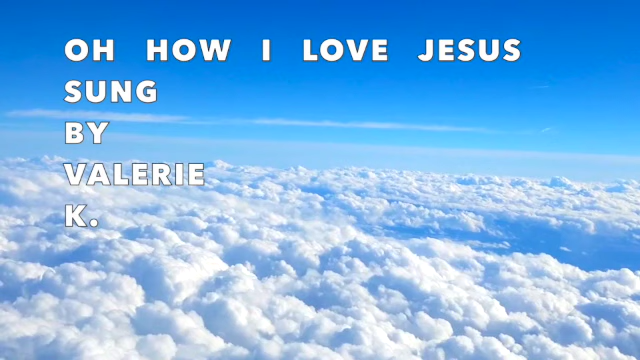 OH HOW I LOVE JESUS
SUNG
BY
VALERIE
K.